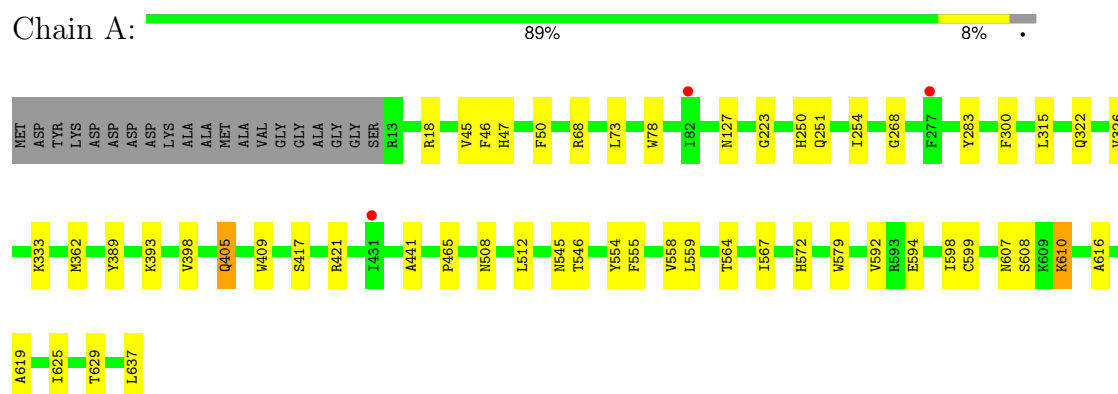 Chain A:
89% 8% •
MET ASP TYR LYS ASP ASP ASP ASP LYS ALA ALA MET ALA VAL GLY GLY ALA GLY GLY SER R13 R18 V45 F46 H47 F50 R68 L73 W78 I82 N127 G223 H250 Q251 I254 G268 F277 Y283 F300 L315 Q322 V326
K333 M362 Y389 K393 V398 Q405 W409 S417 R421 I431 A441 P465 N508 L512 N545 T546 Y554 F555 V558 L559 T564 I567 H572 W579 V592 R593 E594 I598 C599 N607 S608 K609 K610 A616
A619 I625 T629 L637